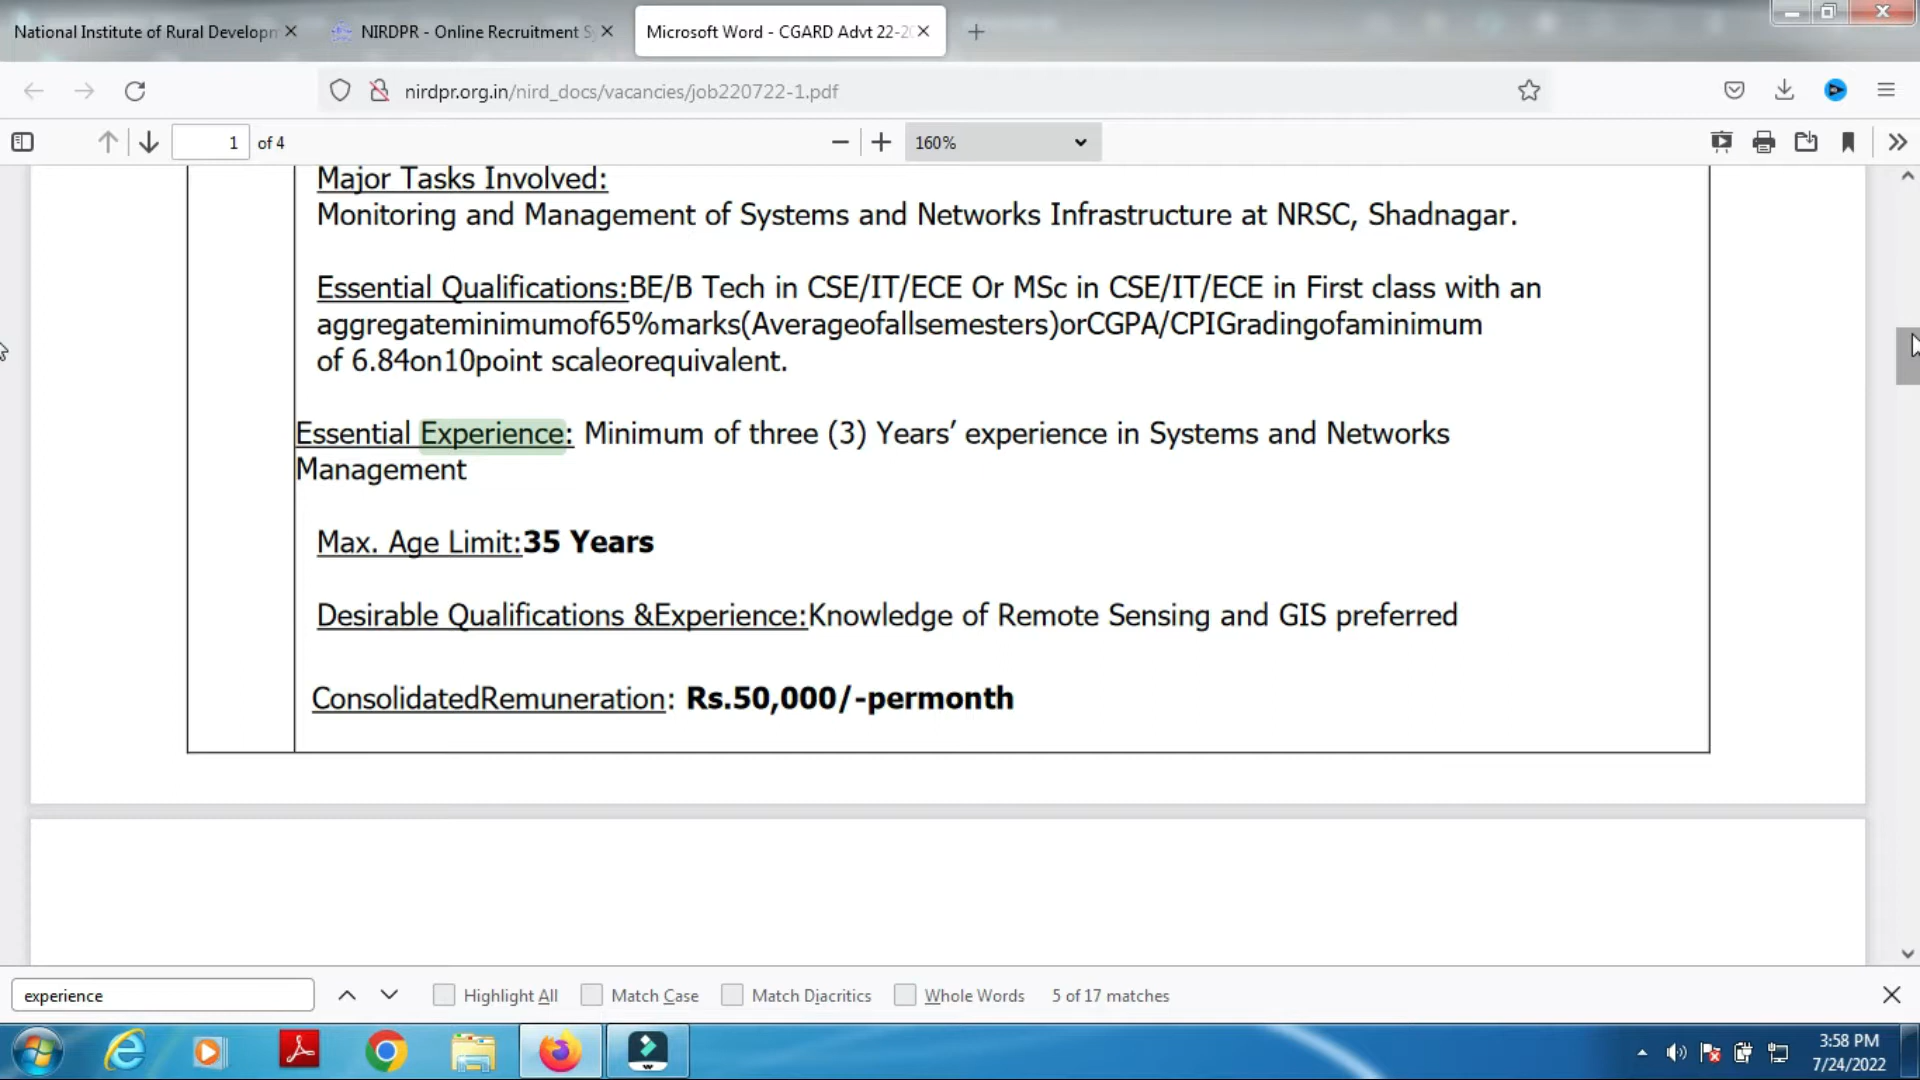 National Institute of Rural Developm
NIRDPR - Online Recruitment S
Microsoft Word - CGARD Advt 22-20
nirdpr.org.in/nird_docs/vacancies/job220722-1.pdf
1 of 4
160%
Major Tasks Involved:
Monitoring and Management of Systems and Networks Infrastructure at NRSC, Shadnagar.
Essential Qualifications:BE/B Tech in CSE/IT/ECE Or MSc in CSE/IT/ECE in First class with an
aggregateminimumof65%marks(Averageofallsemesters)orCGPA/CPIGradingofaminimum
of 6.84on10point scaleorequivalent.
Essential Experience: Minimum of three (3) Years’ experience in Systems and Networks
Management
Max. Age Limit:35 Years
Desirable Qualifications &Experience:Knowledge of Remote Sensing and GIS preferred
ConsolidatedRemuneration: Rs.50,000/-permonth
experience Highlight All Match Case Match Diacritics Whole Words 5 of 17 matches
3:58 PM
7/24/2022